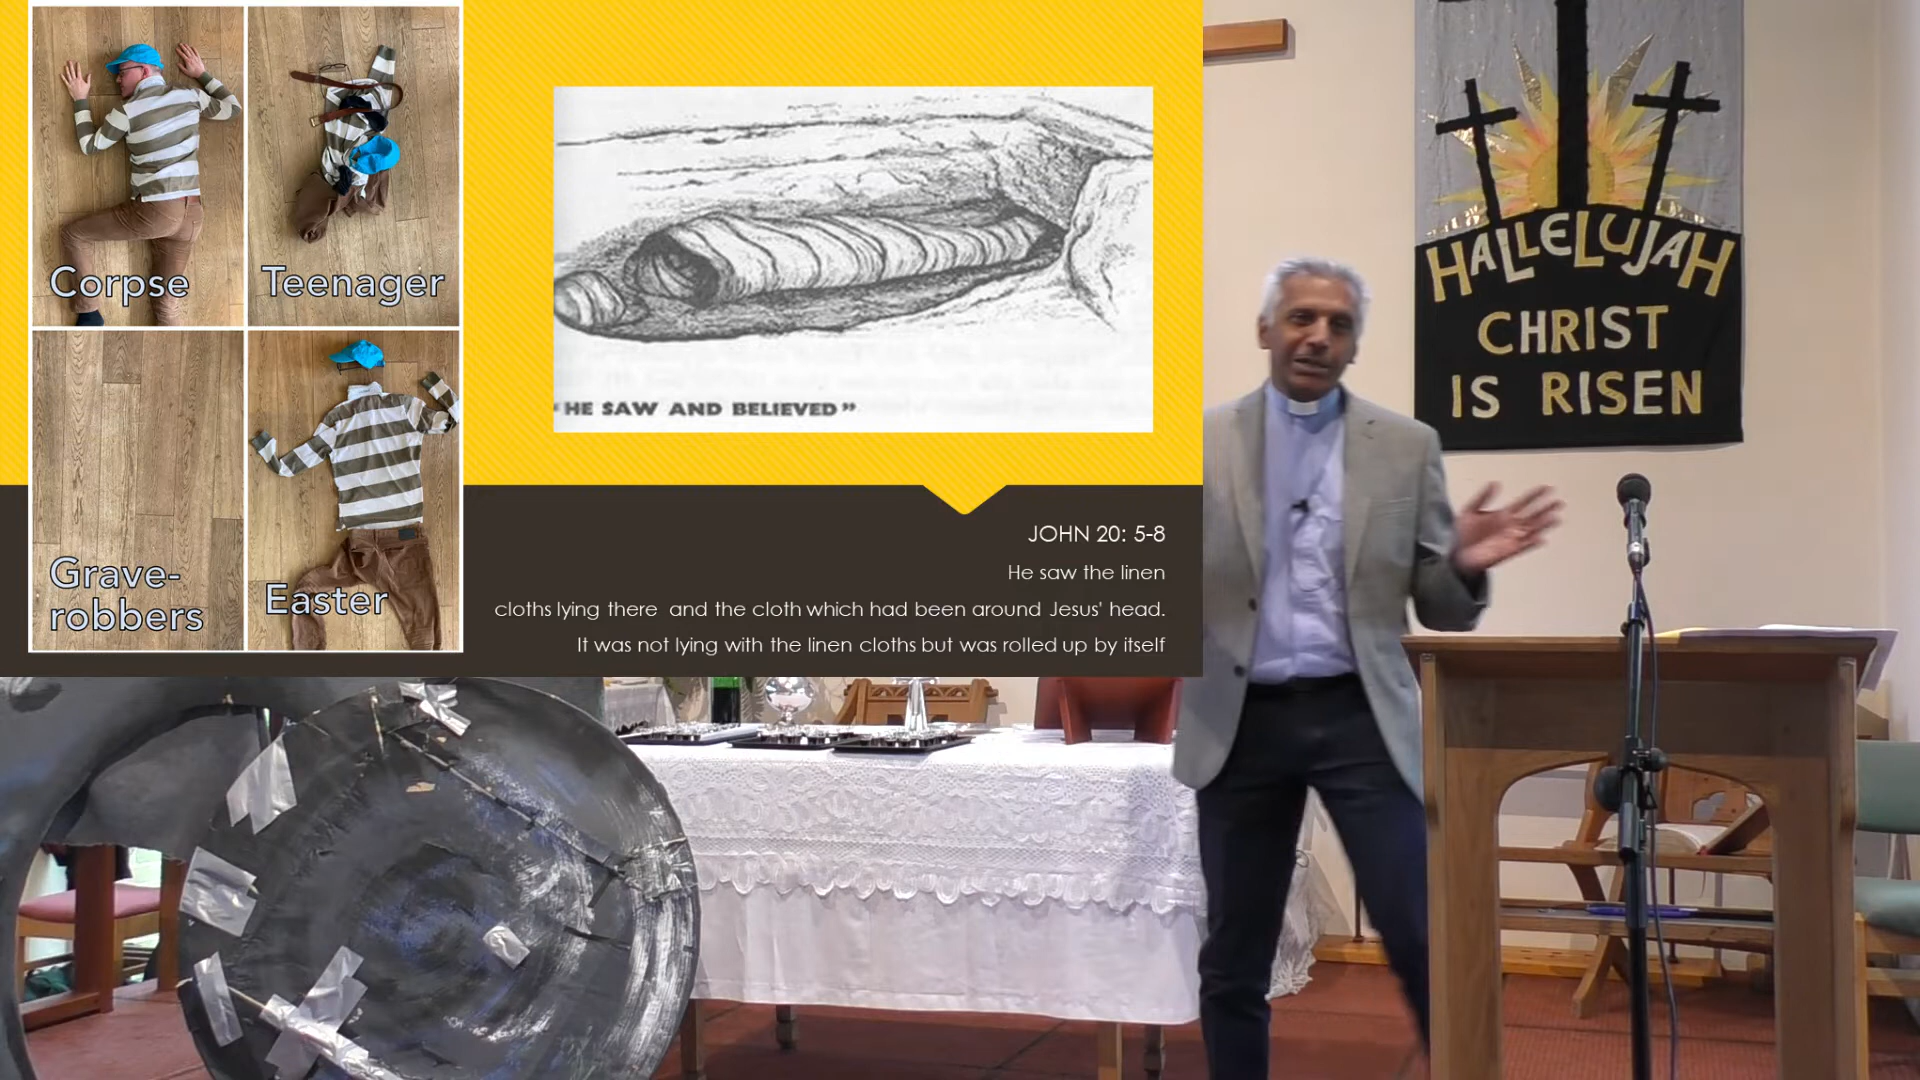 Corpse
Teenager
Grave-
robbers
Easter
"HE SAW AND BELIEVED"
JOHN 20: 5-8
He saw the linen
cloths lying there and the cloth which had been around Jesus' head.
It was not lying with the linen cloths but was rolled up by itself
HALLELUJAH
CHRIST
IS RISEN